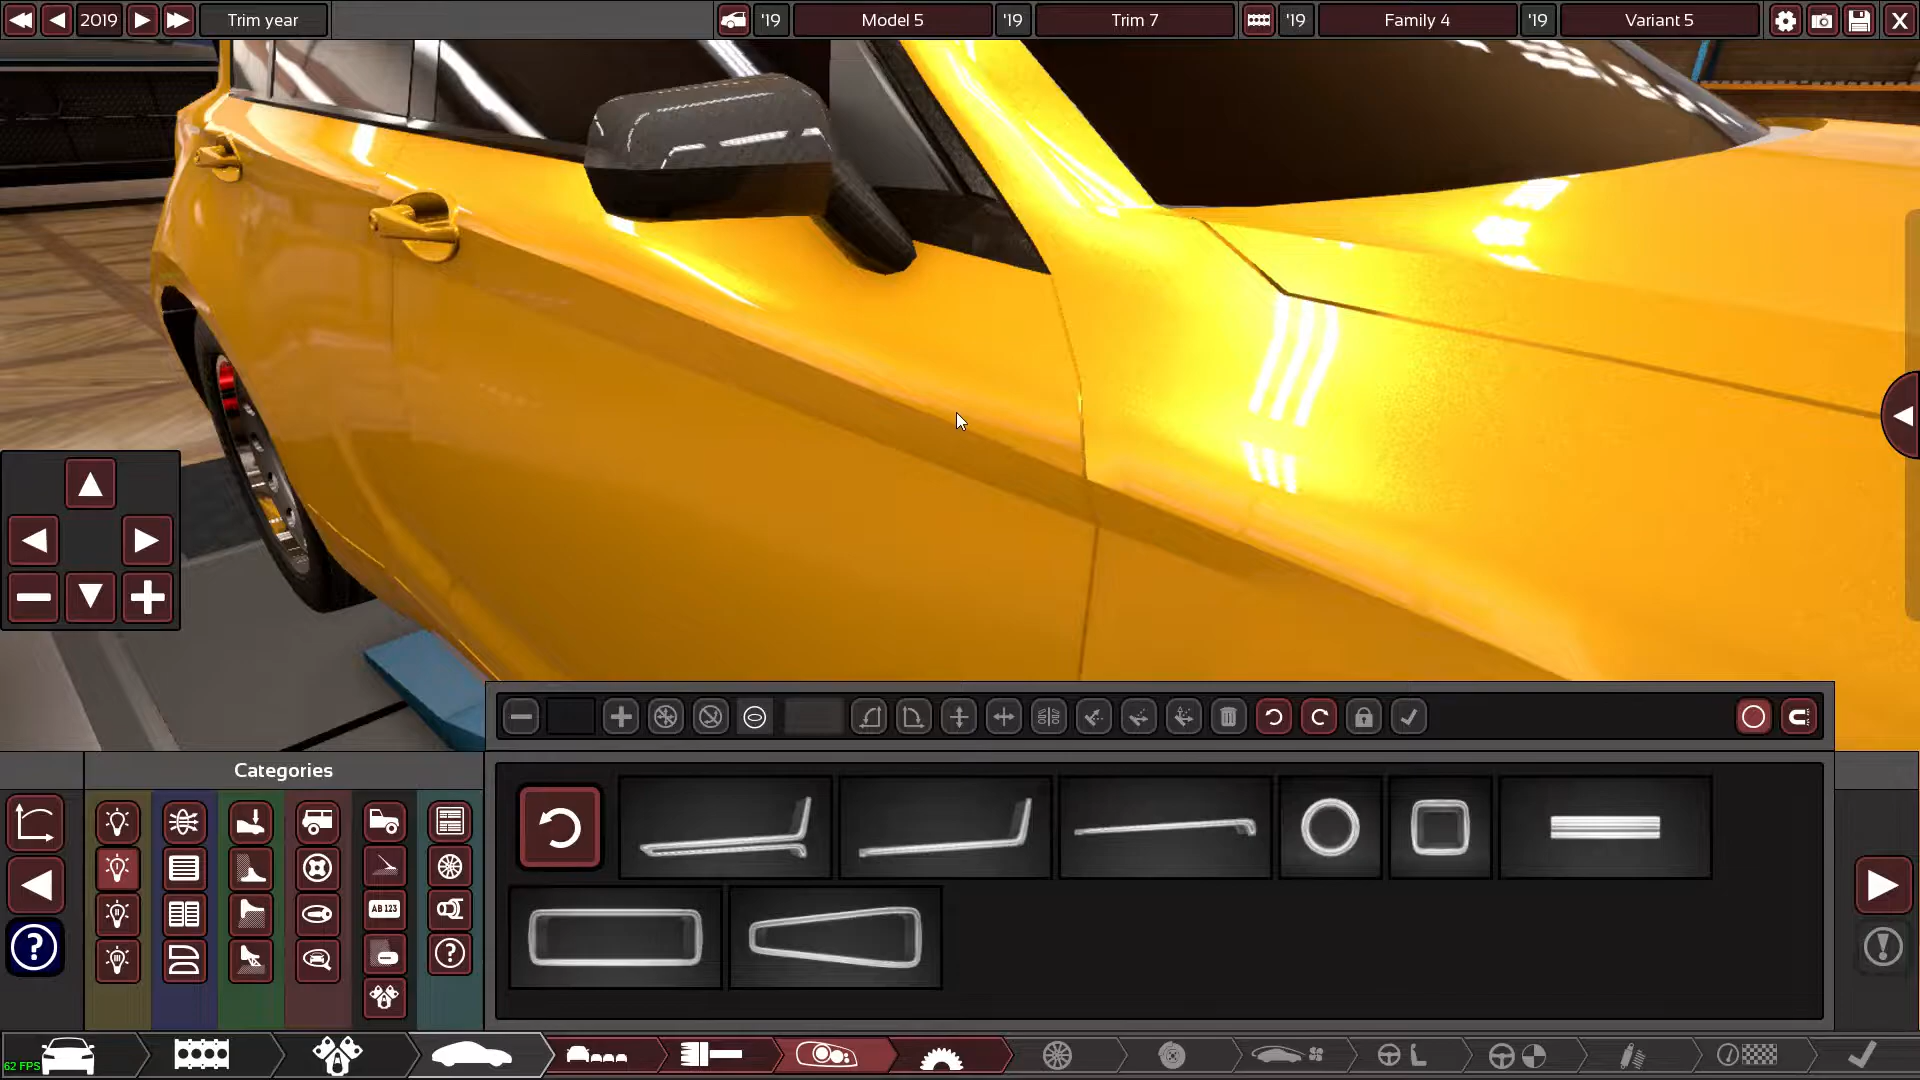 2019
Trim year
'19
Model 5
'19
Trim 7
'19
Family 4
'19
Variant 5
X
Categories
AB 123
?
?
62 FPS